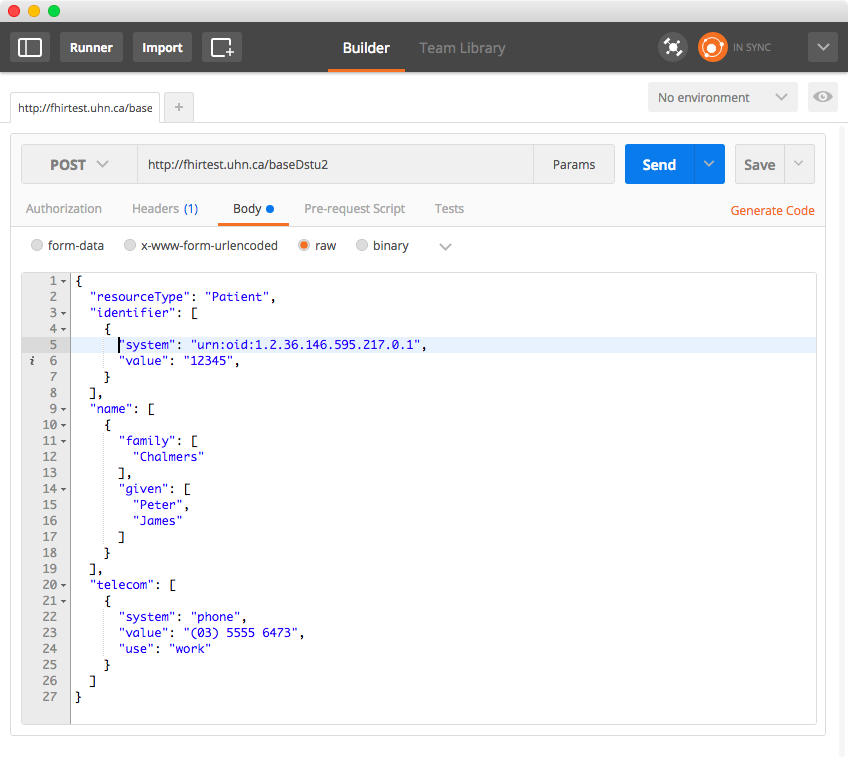 Runner Import Builder Team Library IN SYNC
http://fhirtest.uhn.ca/base + No environment
POST http://fhirtest.uhn.ca/baseDstu2 Params Send Save
Authorization Headers (1) Body Pre-request Script Tests Generate Code
form-data x-www-form-urlencoded raw binary
1 {
2 "resourceType": "Patient",
3 "identifier": [
4 {
5 "system": "urn:oid:1.2.36.146.595.217.0.1",
i 6 "value": "12345",
7 }
8 ],
9 "name": [
10 {
11 "family": [
12 "Chalmers"
13 ],
14 "given": [
15 "Peter",
16 "James"
17 ]
18 }
19 ],
20 "telecom": [
21 {
22 "system": "phone",
23 "value": "(03) 5555 6473",
24 "use": "work"
25 }
26 ]
27 }